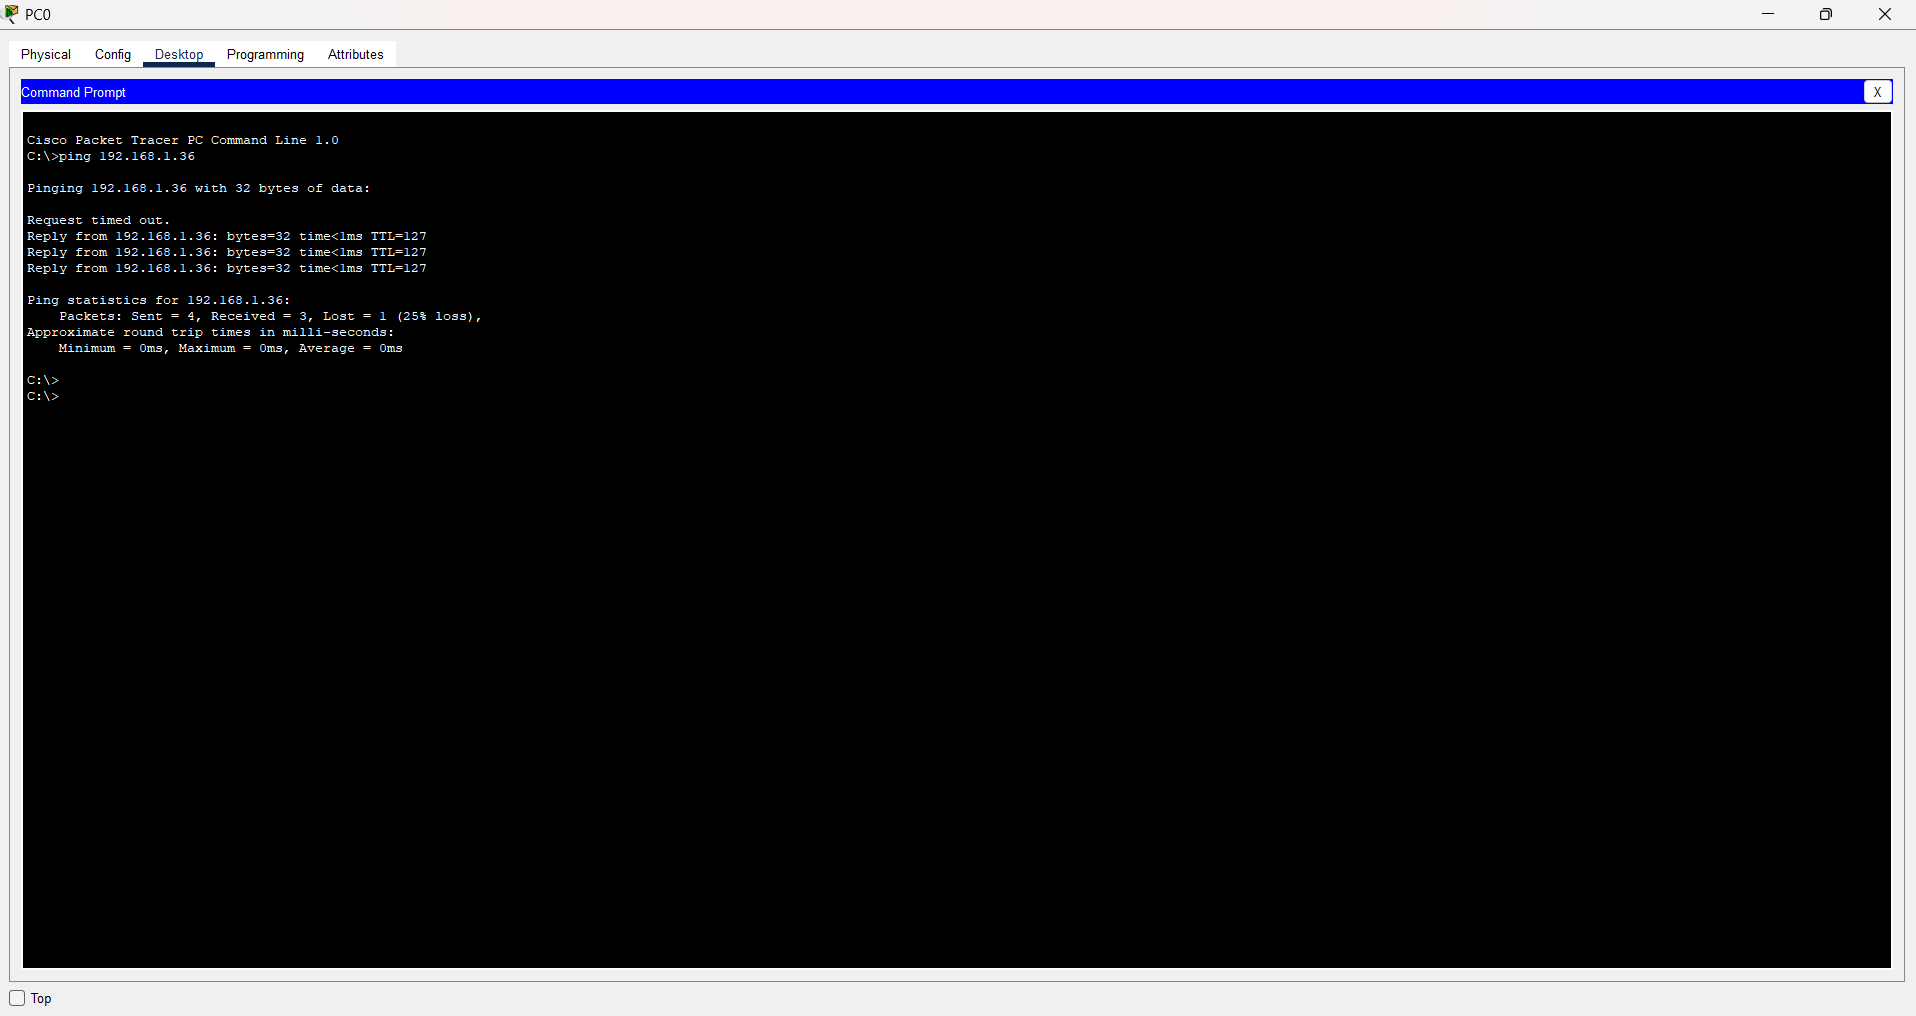 PC0
Physical Config Desktop Programming Attributes
Command Prompt
X
Cisco Packet Tracer PC Command Line 1.0
C:\>ping 192.168.1.36
Pinging 192.168.1.36 with 32 bytes of data:
Request timed out.
Reply from 192.168.1.36: bytes=32 time<1ms TTL=127
Reply from 192.168.1.36: bytes=32 time<1ms TTL=127
Reply from 192.168.1.36: bytes=32 time<1ms TTL=127
Ping statistics for 192.168.1.36:
Packets: Sent = 4, Received = 3, Lost = 1 (25% loss),
Approximate round trip times in milli-seconds:
Minimum = 0ms, Maximum = 0ms, Average = 0ms
C:\>
C:\>
Top